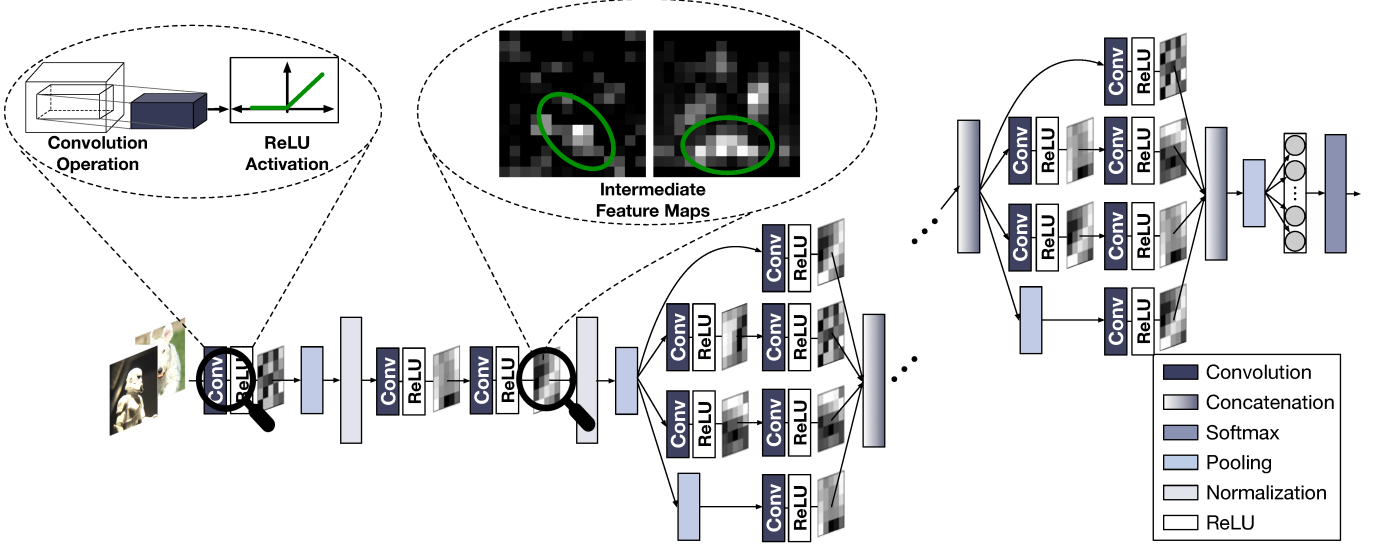 Convolution
Operation
ReLU
Activation
Intermediate
Feature Maps
Conv
ReLU
Conv
ReLU
Conv
ReLU
Conv
ReLU
Conv
ReLU
Conv
ReLU
Conv
ReLU
Conv
ReLU
Conv
ReLU
Conv
ReLU
Conv
ReLU
Conv
ReLU
Conv
ReLU
Conv
ReLU
Conv
ReLU
Convolution
Concatenation
Softmax
Pooling
Normalization
ReLU